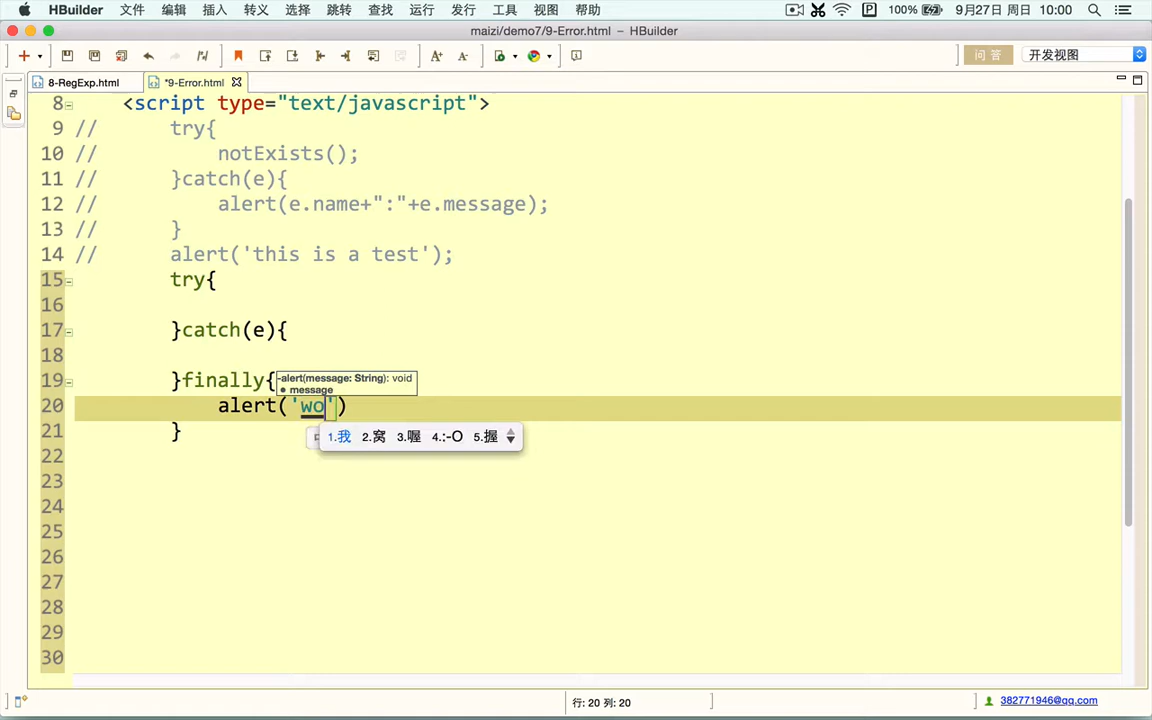 HBuilder 文件 编辑 插入 转义 选择 跳转 查找 运行 发行 工具 视图 帮助 100% 9月27日 周日 10:00
maizi/demo7/9-Error.html – HBuilder
问 答 开发视图
8-RegExp.html *9-Error.html
8 <script type="text/javascript">
9 // try{
10 // notExists();
11 // }catch(e){
12 // alert(e.name+":"+e.message);
13 // }
14 // alert('this is a test');
15 try{
16
17 }catch(e){
18
-alert(message: String): void
19 }finally{
• message
20 alert('wo')
21 }
1.我 2.窝 3.喔 4.:-O 5.握
22
23
24
25
26
27
28
29
30
行: 20 列: 20 382771946@qq.com